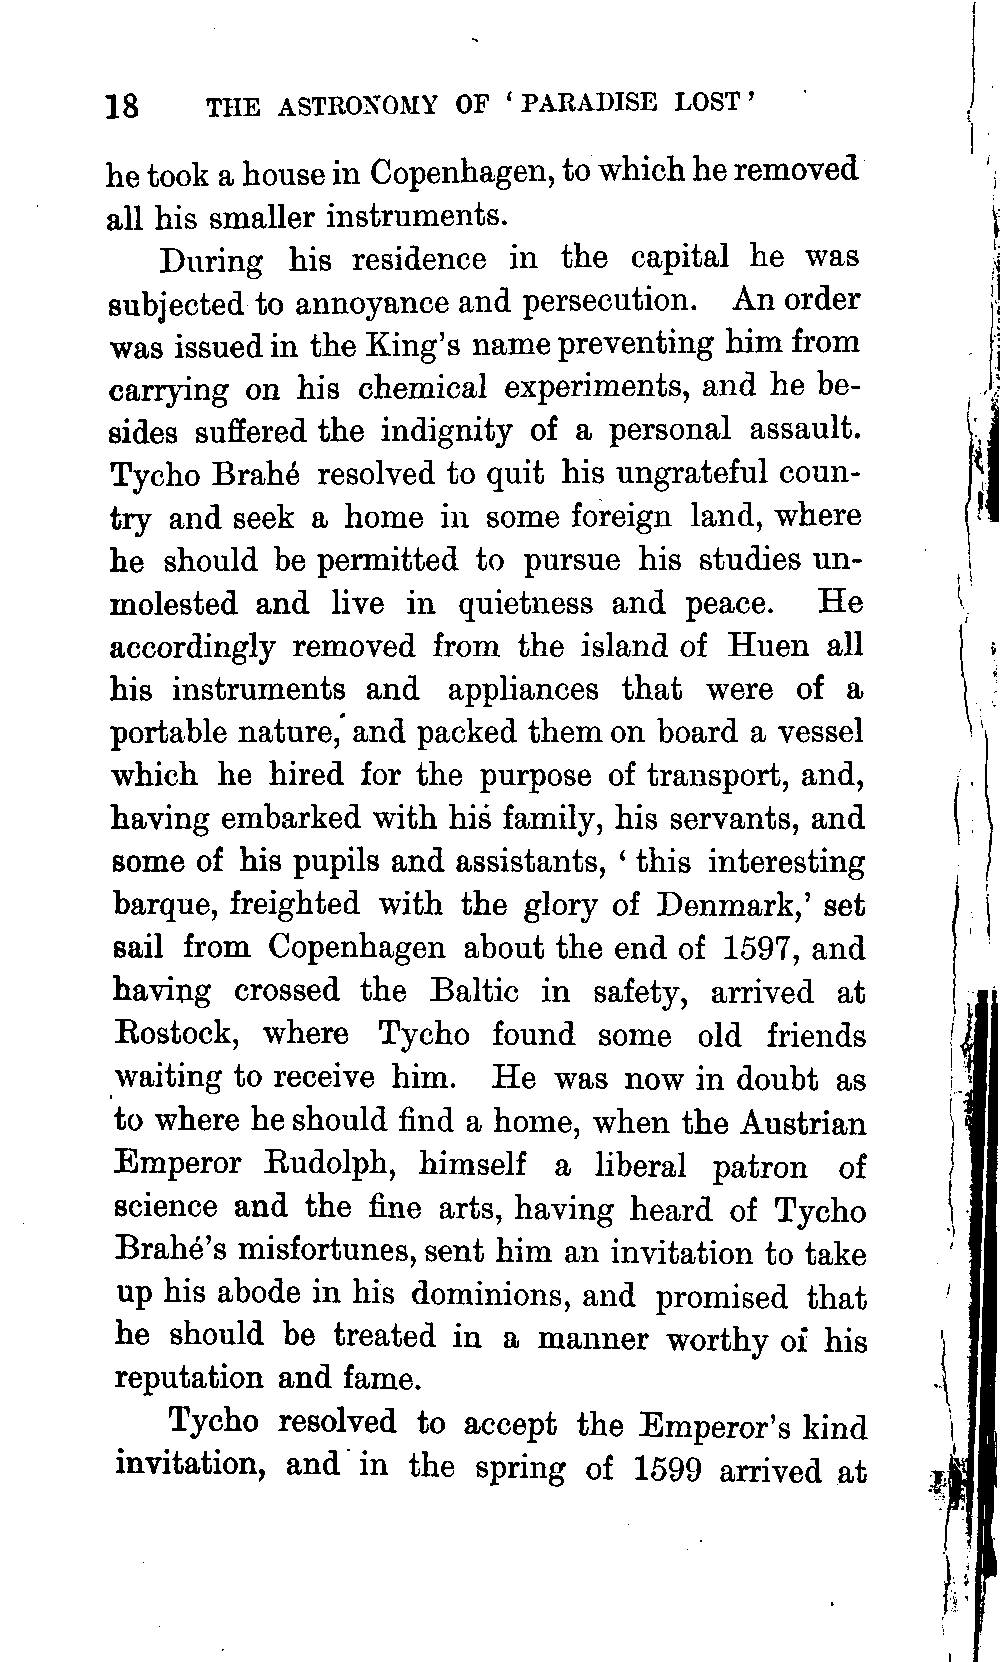 18 THE ASTRONOMY OF ‘PARADISE LOST’
he took a house in Copenhagen, to which he removed
all his smaller instruments.
During his residence in the capital he was
subjected to annoyance and persecution. An order
was issued in the King’s name preventing him from
carrying on his chemical experiments, and he be-
sides suffered the indignity of a personal assault.
Tycho Brahé resolved to quit his ungrateful coun-
try and seek a home in some foreign land, where
he should be permitted to pursue his studies un-
molested and live in quietness and peace. He
accordingly removed from the island of Huen all
his instruments and appliances that were of a
portable nature, and packed them on board a vessel
which he hired for the purpose of transport, and,
having embarked with his family, his servants, and
some of his pupils and assistants, ‘this interesting
barque, freighted with the glory of Denmark,’ set
sail from Copenhagen about the end of 1597, and
having crossed the Baltic in safety, arrived at
Rostock, where Tycho found some old friends
waiting to receive him. He was now in doubt as
to where he should find a home, when the Austrian
Emperor Rudolph, himself a liberal patron of
science and the fine arts, having heard of Tycho
Brahé’s misfortunes, sent him an invitation to take
up his abode in his dominions, and promised that
he should be treated in a manner worthy of his
reputation and fame.
Tycho resolved to accept the Emperor’s kind
invitation, and in the spring of 1599 arrived at